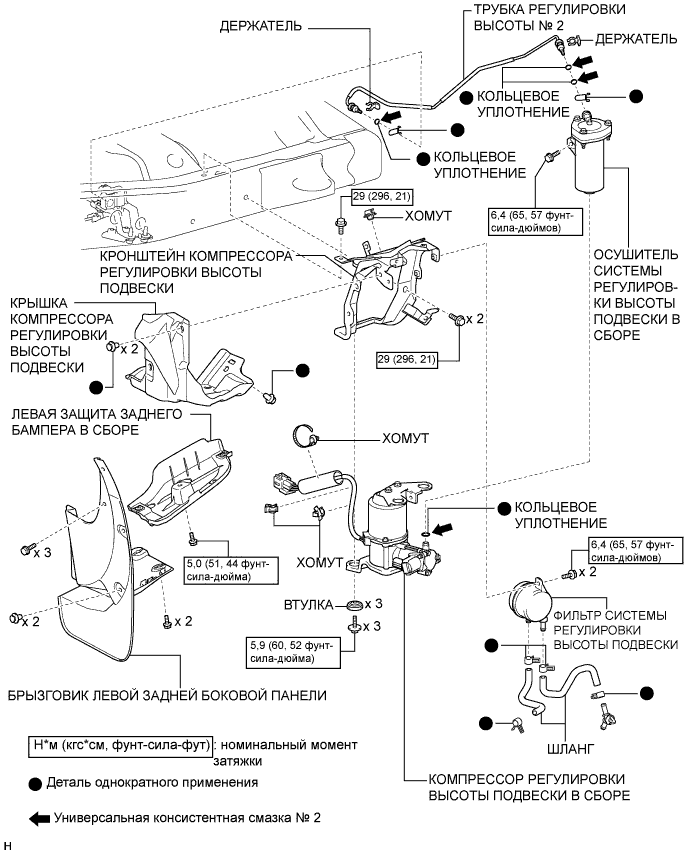 ТРУБКА РЕГУЛИРОВКИ
ВЫСОТЫ № 2
ДЕРЖАТЕЛЬ
ДЕРЖАТЕЛЬ
КОЛЬЦЕВОЕ
УПЛОТНЕНИЕ
КОЛЬЦЕВОЕ
УПЛОТНЕНИЕ
29 (296, 21)
ХОМУТ
6,4 (65, 57 фунт-
сила-дюймов)
КРОНШТЕЙН КОМПРЕССОРА
РЕГУЛИРОВКИ ВЫСОТЫ
ПОДВЕСКИ
ОСУШИТЕЛЬ
СИСТЕМЫ
РЕГУЛИРОВ-
КИ ВЫСОТЫ
ПОДВЕСКИ В
СБОРЕ
КРЫШКА
КОМПРЕССОРА
РЕГУЛИРОВКИ
ВЫСОТЫ
ПОДВЕСКИ
x 2
x 2
29 (296, 21)
ЛЕВАЯ ЗАЩИТА ЗАДНЕГО
БАМПЕРА В СБОРЕ
ХОМУТ
КОЛЬЦЕВОЕ
УПЛОТНЕНИЕ
x 3
5,0 (51, 44 фунт-
сила-дюйма)
ХОМУТ
6,4 (65, 57 фунт-
сила-дюймов)
x 2
x 2
x 2
ВТУЛКА
x 3
x 3
5,9 (60, 52 фунт-
сила-дюйма)
ФИЛЬТР СИСТЕМЫ
РЕГУЛИРОВКИ
ВЫСОТЫ ПОДВЕСКИ
БРЫЗГОВИК ЛЕВОЙ ЗАДНЕЙ БОКОВОЙ ПАНЕЛИ
ШЛАНГ
Н*м (кгс*см, фунт-сила-фут) : номинальный момент
затяжки
Деталь однократного применения
КОМПРЕССОР РЕГУЛИРОВКИ
ВЫСОТЫ ПОДВЕСКИ В СБОРЕ
Универсальная консистентная смазка № 2
H